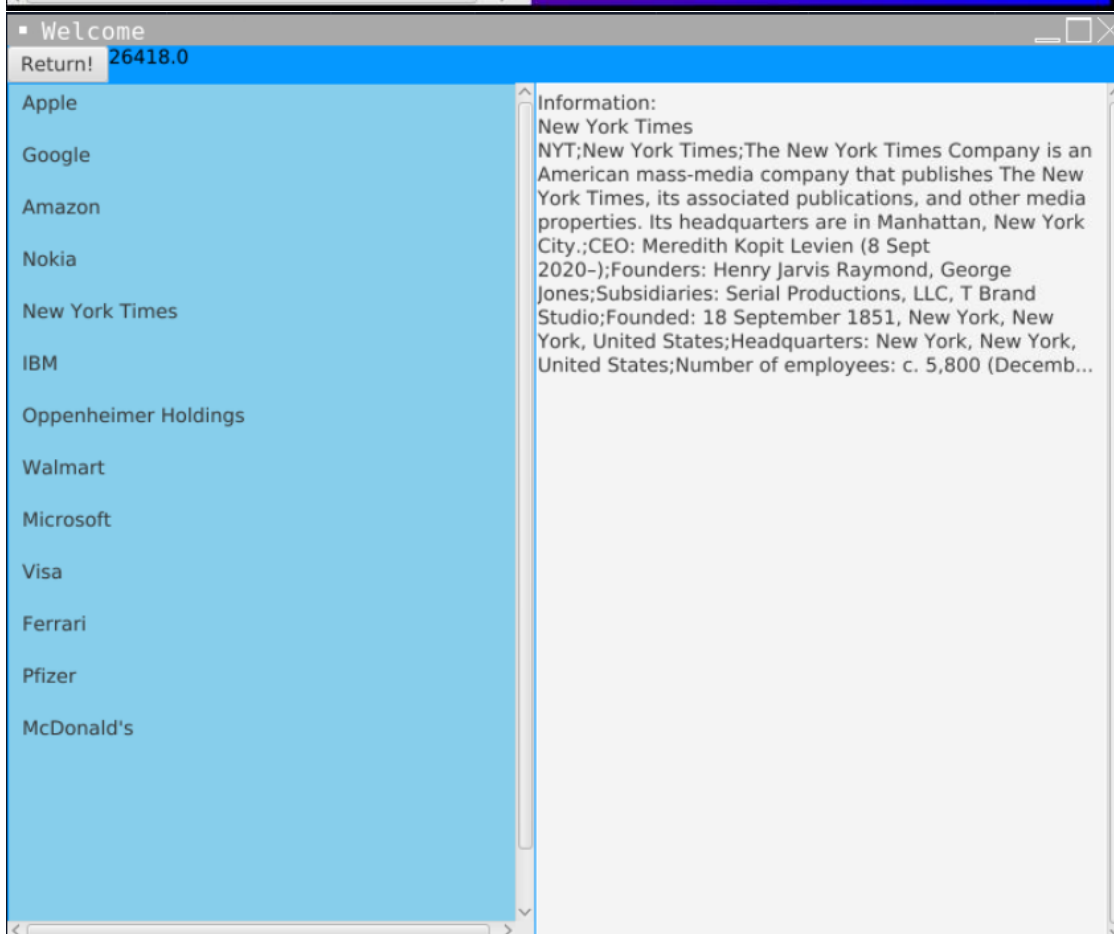 Welcome
Return!
26418.0
Apple
Google
Amazon
Nokia
New York Times
IBM
Oppenheimer Holdings
Walmart
Microsoft
Visa
Ferrari
Pfizer
McDonald's
Information:
New York Times
NYT;New York Times;The New York Times Company is an
American mass-media company that publishes The New
York Times, its associated publications, and other media
properties. Its headquarters are in Manhattan, New York
City.;CEO: Meredith Kopit Levien (8 Sept
2020–);Founders: Henry Jarvis Raymond, George
Jones;Subsidiaries: Serial Productions, LLC, T Brand
Studio;Founded: 18 September 1851, New York, New
York, United States;Headquarters: New York, New York,
United States;Number of employees: c. 5,800 (Decemb...